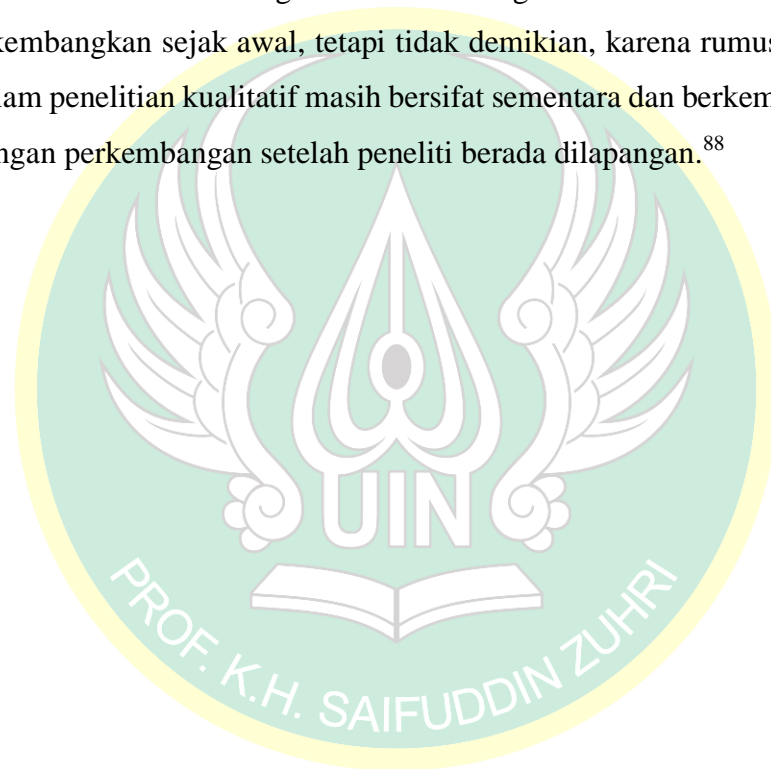 kembangkan sejak awal, tetapi tidak demikian, karena rumus
lam penelitian kualitatif masih bersifat sementara dan berkem
ngan perkembangan setelah peneliti berada dilapangan.88
UIN
PROF. K.H. SAIFUDDIN ZUHRI